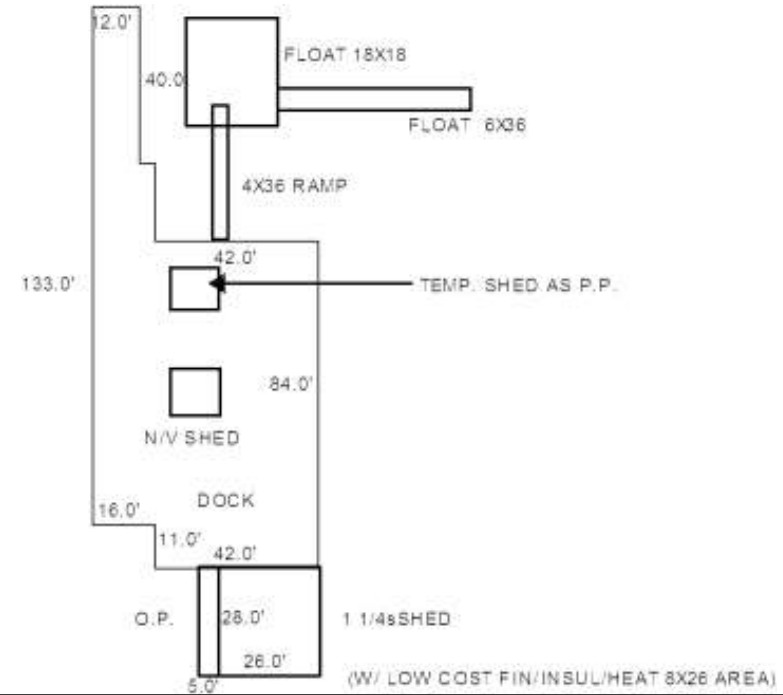 12.0'
FLOAT 18X18
40.0
FLOAT 6X36
4X36 RAMP
42.0'
133.0'
TEMP. SHED AS P.P.
84.0'
N/V SHED
DOCK
16.0'
11.0'
42.0'
O.P.
28.0'
1 1/4sSHED
26.0'
5.0'
(W/ LOW COST FIN/INSUL/HEAT 8X26 AREA)